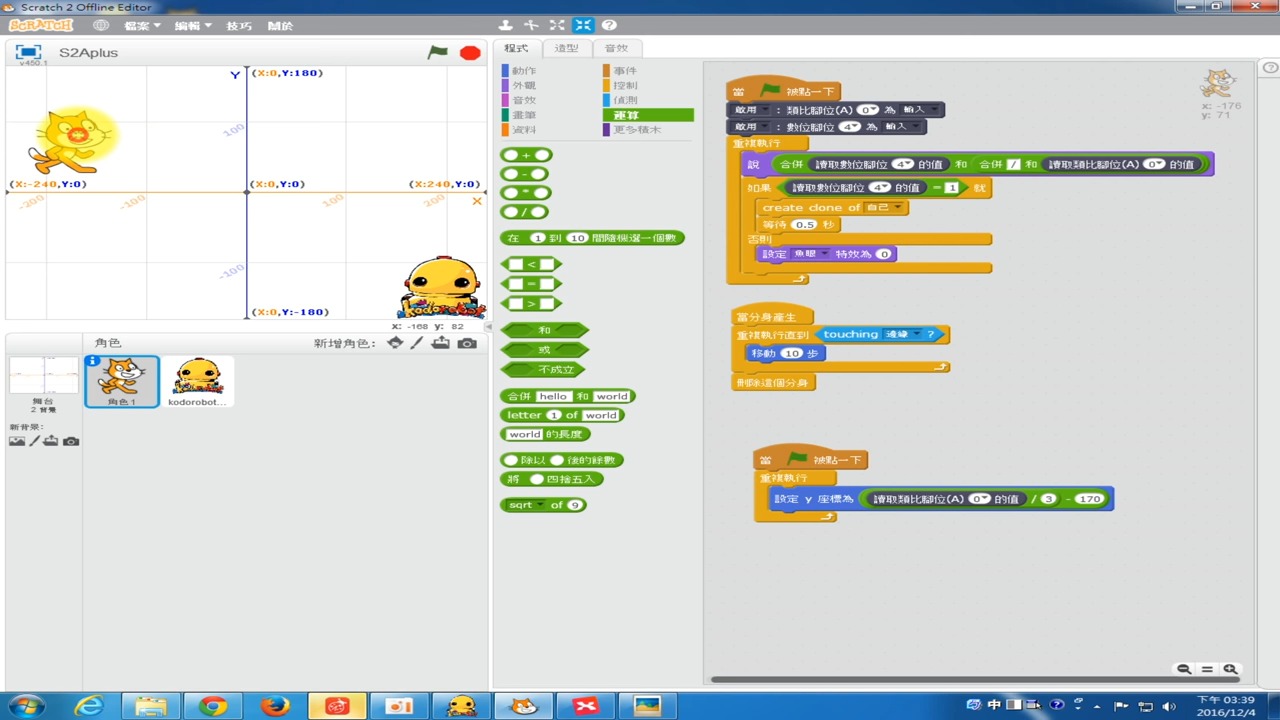 Scratch 2 Offline Editor
SCRATCH 檔案 編輯 技巧 關於
S2Aplus
v450.1
Y (X:0,Y:180)
100
(X:-240,Y:0) (X:0,Y:0) (X:240,Y:0)
-200 -100 100 200
-100
(X:0,Y:-180)
kodorobot
x: -168 y: 82
角色 新增角色:
舞台
2 背景
角色1
kodorobot...
新背景:
程式 造型 音效
動作 事件
外觀 控制
音效 偵測
畫筆 運算
資料 更多積木
+
-
*
/
在 1 到 10 間隨機選一個數
<
=
>
和
或
不成立
合併 hello 和 world
letter 1 of world
world 的長度
除以 後的餘數
將 四捨五入
sqrt of 9
x: -176
y: 71
當 被點一下
啟用 : 類比腳位(A) 0 為 輸入
啟用 : 數位腳位 4 為 輸入
重複執行
說 合併 讀取數位腳位 4 的值 和 合併 / 和 讀取類比腳位(A) 0 的值
如果 讀取數位腳位 4 的值 = 1 就
create clone of 自己
等待 0.5 秒
否則
設定 魚眼 特效為 0
當分身產生
重複執行直到 touching 邊緣 ?
移動 10 步
刪除這個分身
當 被點一下
重複執行
設定 y 座標為 讀取類比腳位(A) 0 的值 / 3 - 170
中
下午 03:39
2016/12/4